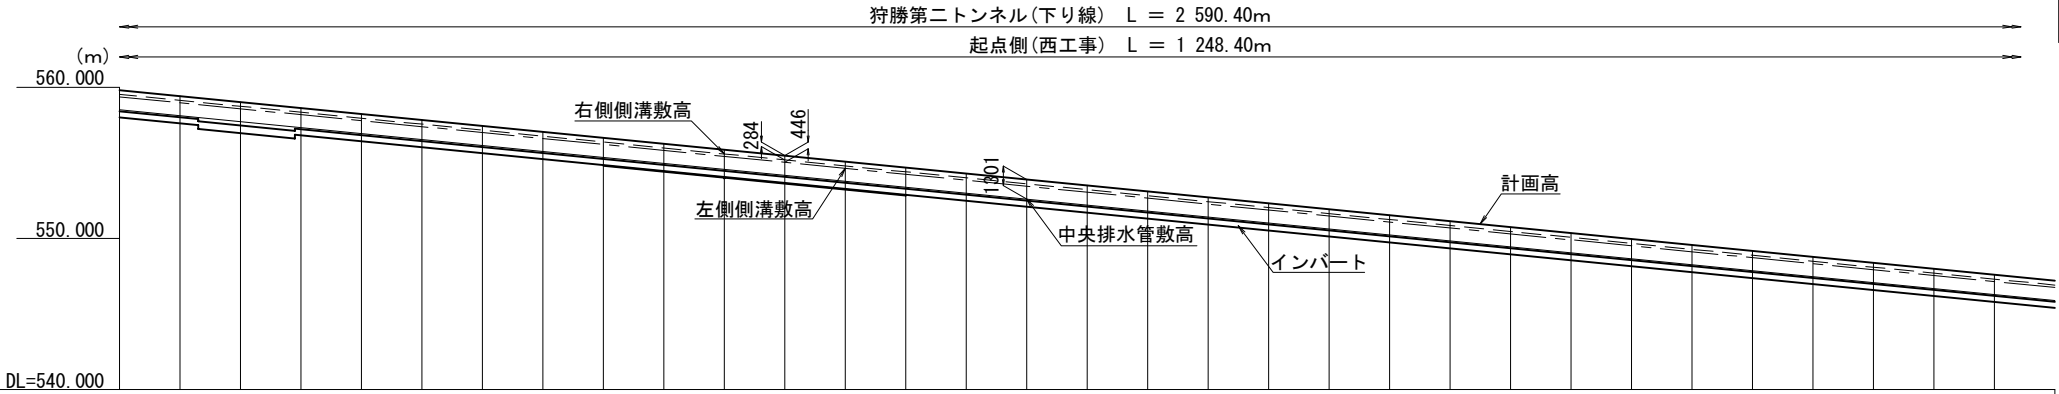 狩勝第二トンネル(下り線) L = 2 590.40m
起点側(西工事) L = 1 248.40m
(m)
560.000
右側側溝敷高
284
446
1301
計画高
左側側溝敷高
550.000
中央排水管敷高
インバート
DL=540.000